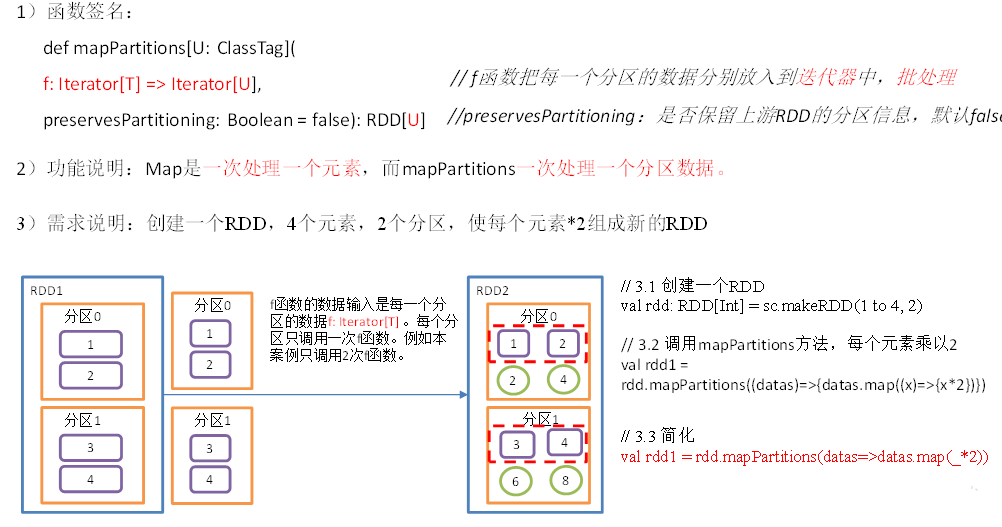 1）函数签名：
def mapPartitions[U: ClassTag](
f: Iterator[T] => Iterator[U],
preservesPartitioning: Boolean = false): RDD[U]
// f函数把每一个分区的数据分别放入到迭代器中，批处理
//preservesPartitioning：是否保留上游RDD的分区信息，默认false
2）功能说明：Map是一次处理一个元素，而mapPartitions一次处理一个分区数据。
3）需求说明：创建一个RDD，4个元素，2个分区，使每个元素*2组成新的RDD
RDD1
分区0
1
2
分区1
3
4
分区0
1
2
分区1
3
4
f函数的数据输入是每一个分
区的数据f: Iterator[T] 。每个分
区只调用一次f函数。例如本
案例只调用2次f函数。
RDD2
分区0
1 2
2 4
分区1
3 4
6 8
// 3.1 创建一个RDD
val rdd: RDD[Int] = sc.makeRDD(1 to 4, 2)
// 3.2 调用mapPartitions方法，每个元素乘以2
val rdd1 =
rdd.mapPartitions((datas)=>{datas.map((x)=>{x*2})})
// 3.3 简化
val rdd1 = rdd.mapPartitions(datas=>datas.map(_*2))